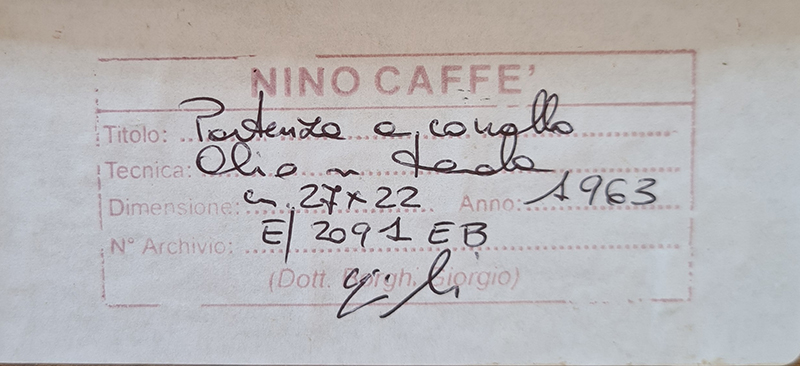 NINO CAFFE'
Titolo: Partenza a cavallo
Tecnica: Olio su tavola
Dimensione: cm. 27x22 Anno: 1963
N° Archivio: E/2091 EB
(Dott. Borgh. Giorgio)